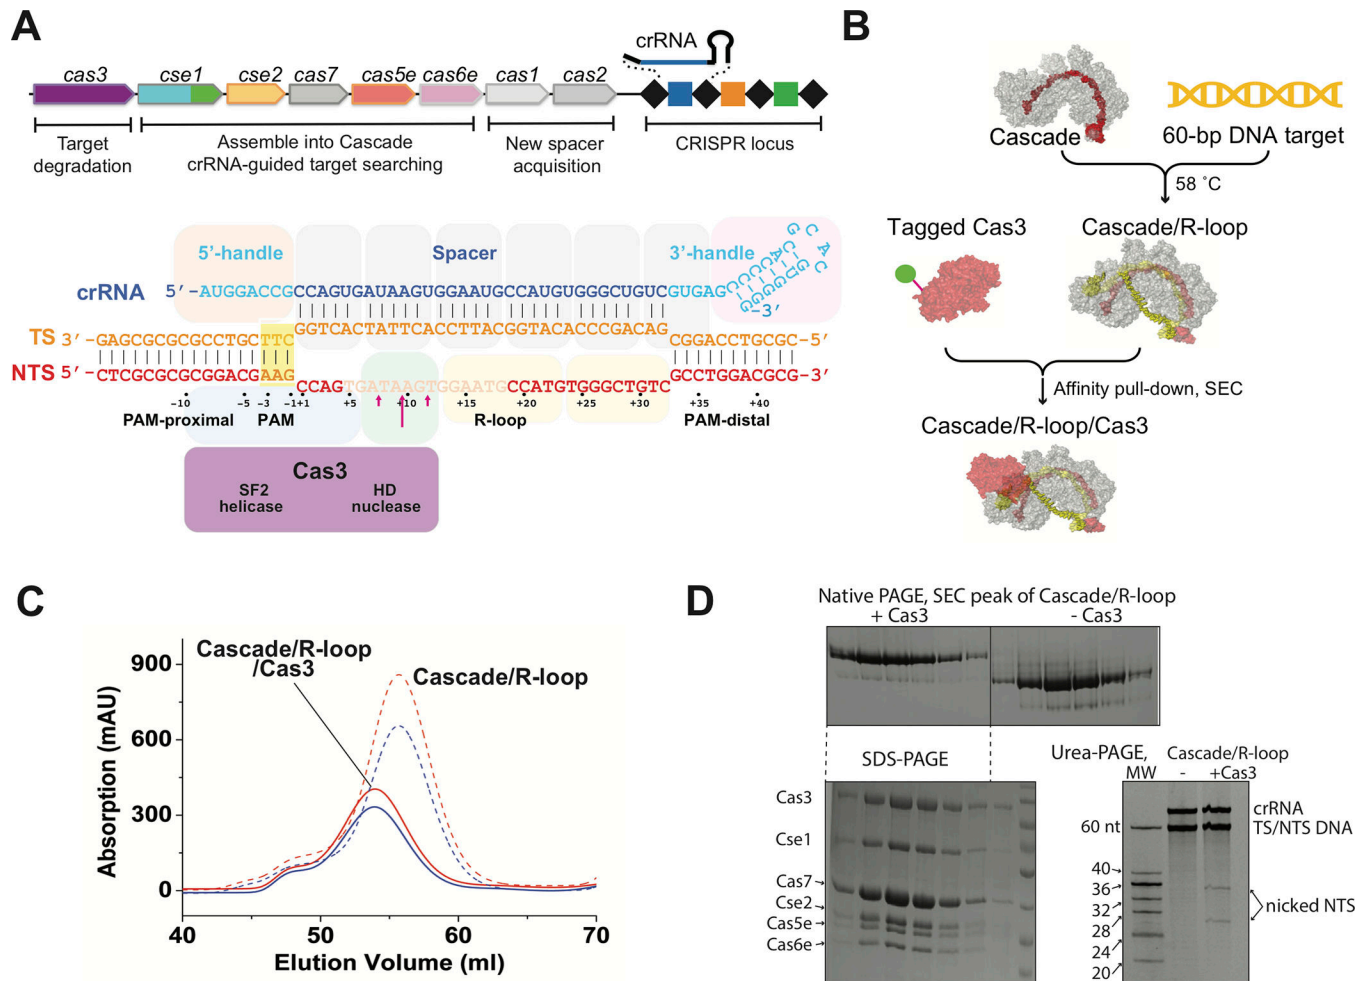 A
crRNA
cas3 cse1 cse2 cas7 cas5e cas6e cas1 cas2
Target degradation
Assemble into Cascade
crRNA-guided target searching
New spacer acquisition
CRISPR locus
5'-handle Spacer 3'-handle
crRNA 5'-AUGGACCGCCAGUGAUAAGUGGAAUGCCAUGUGGGCUGUCGUGAG
-3'
GGTCACTATTCACCTTACGGTACACCCGACAG
TS 3'-GAGCGCGCGCCTGCTTC CGGACCTGCGC-5'
NTS 5'-CTCGCGCGCGGACGAAG GCCTGGACGCG-3'
CCAGTGATAAGTGGAATGCCATGTGGGCTGTC
-10 -5 -3 -1 +1 +5 +10 +15 +20 +25 +30 +35 +40
PAM-proximal PAM R-loop PAM-distal
Cas3
SF2 helicase
HD nuclease
B
Cascade
60-bp DNA target
58 °C
Tagged Cas3
Cascade/R-loop
Affinity pull-down, SEC
Cascade/R-loop/Cas3
C
Cascade/R-loop
/Cas3
Cascade/R-loop
Absorption (mAU)
900
600
300
0
40 50 60 70
Elution Volume (ml)
D
Native PAGE, SEC peak of Cascade/R-loop
+ Cas3 - Cas3
SDS-PAGE
Cas3
Cse1
Cas7
Cse2
Cas5e
Cas6e
Urea-PAGE,
MW
Cascade/R-loop
- +Cas3
crRNA
60 nt
TS/NTS DNA
40
36
32
28
24
20
nicked NTS